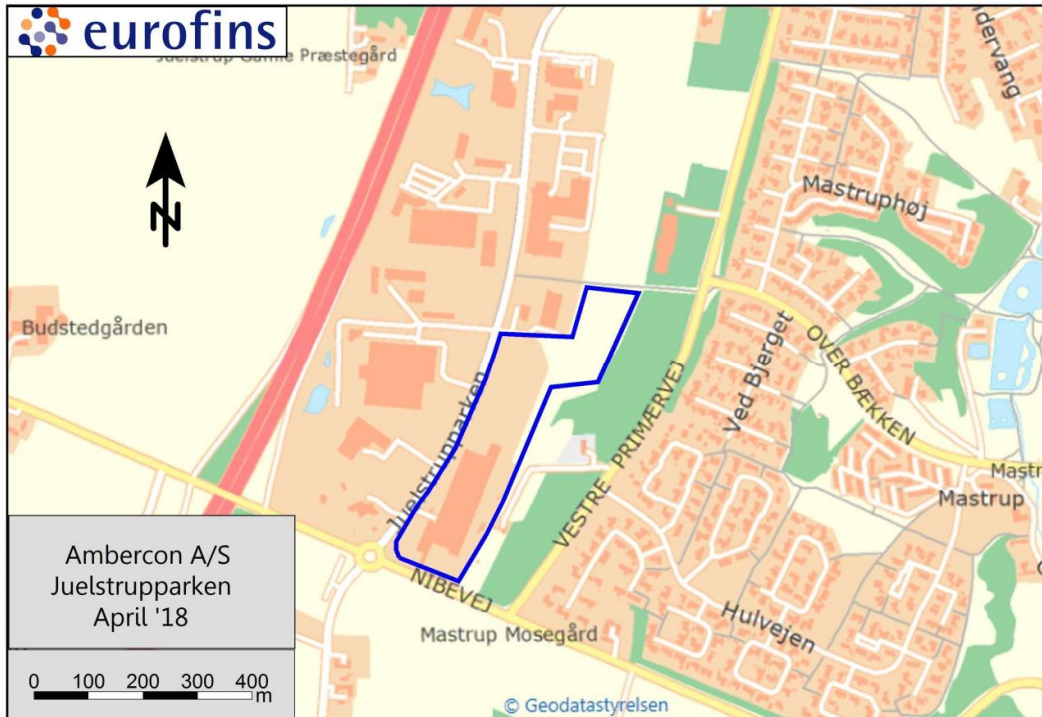 eurofins
Juelstrup Gamle Præstegård
N
Mastruphøj
Budstedgården
OVER BÆKKEN
Ved Bjerget
Juelstrupparken
VESTRE PRIMÆRVEJ
Mastrup
NIBEVEJ
Ambercon A/S
Juelstrupparken
April '18
Mastrup Mosegård
Hulvejen
0 100 200 300 400
m
© Geodatastyrelsen